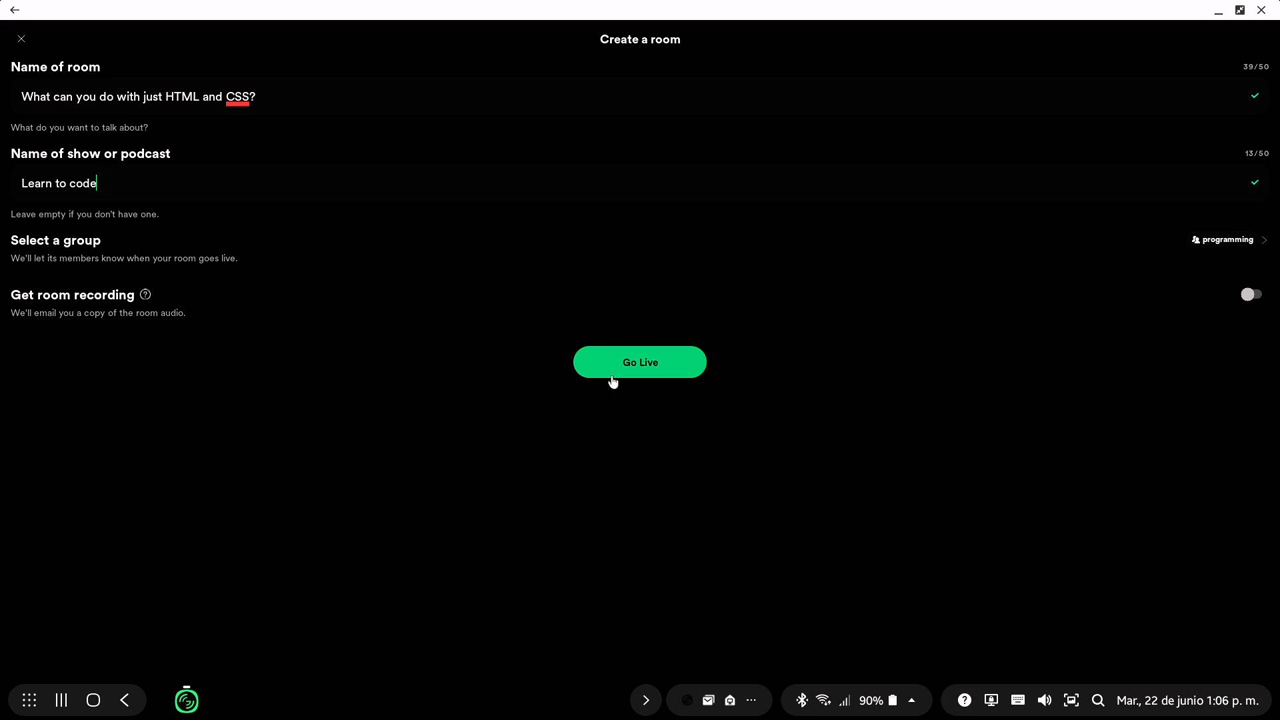 Create a room
Name of room
39/50
What can you do with just HTML and CSS?
What do you want to talk about?
Name of show or podcast
13/50
Learn to code
Leave empty if you don't have one.
Select a group
programming
We'll let its members know when your room goes live.
Get room recording ?
We'll email you a copy of the room audio.
Go Live
90%
? Mar., 22 de junio 1:06 p. m.